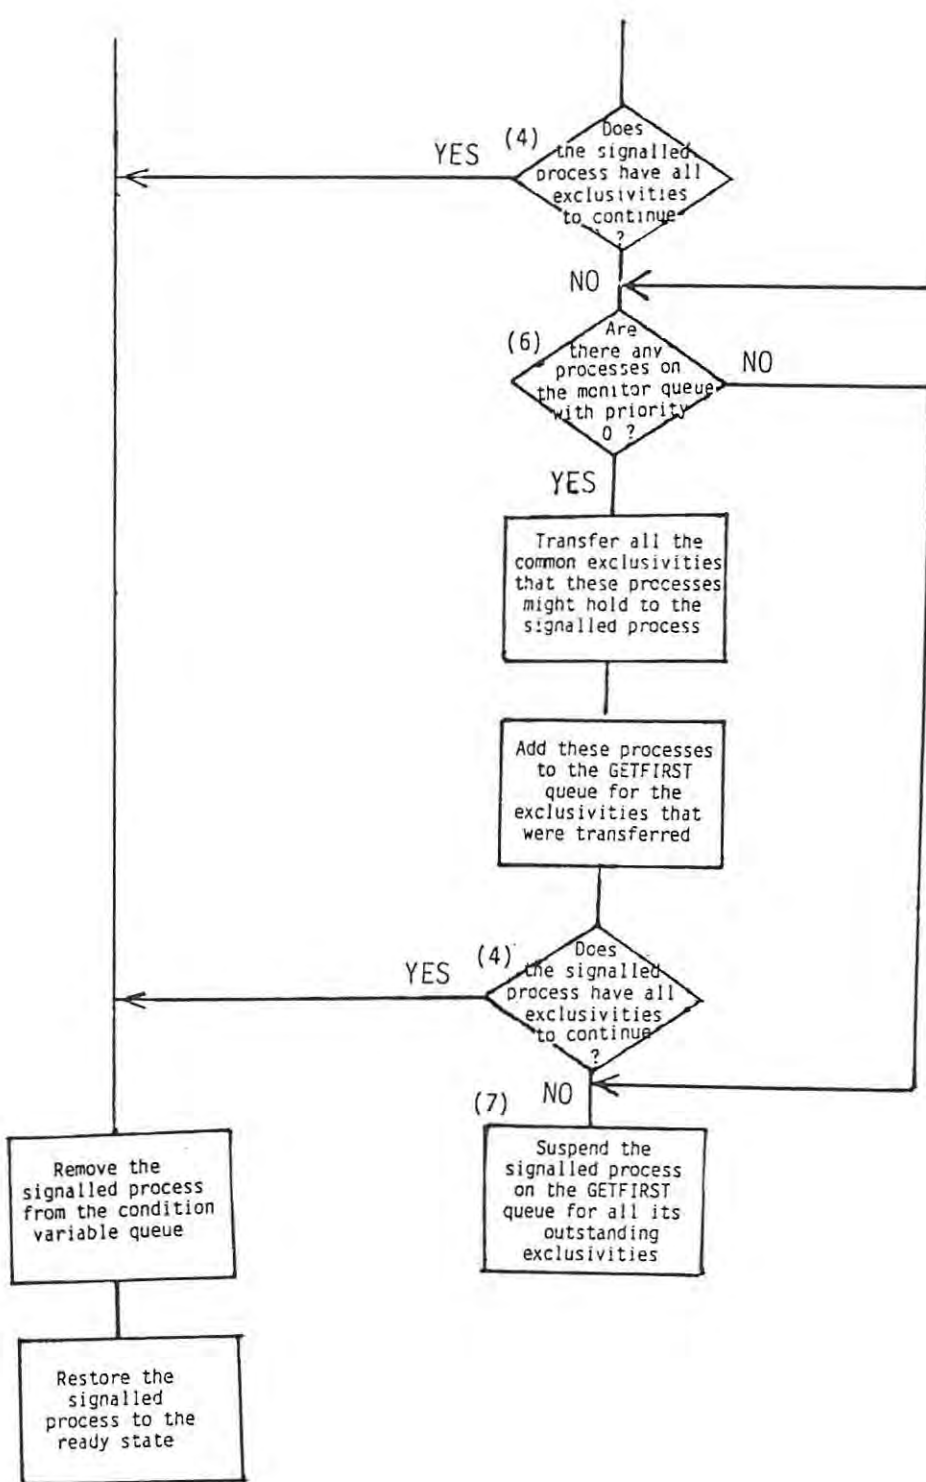 (4)
Does
the signalled
process have all
exclusivities
to continue
?
YES
NO
(6)
Are
there any
processes on
the monitor queue
with priority
0 ?
NO
YES
Transfer all the
common exclusivities
that these processes
might hold to the
signalled process
Add these processes
to the GETFIRST
queue for the
exclusivities that
were transferred
(4)
Does
the signalled
process have all
exclusivities
to continue
?
YES
NO
(7)
Suspend the
signalled process
on the GETFIRST
queue for all its
outstanding
exclusivities
Remove the
signalled process
from the condition
variable queue
Restore the
signalled
process to the
ready state